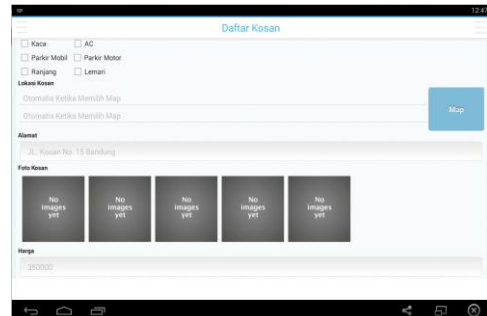 12:47
Daftar Kosan
Kaca AC
Parkir Mobil Parkir Motor
Ranjang Lemari
Lokasi Kosan
Otomatis Ketika Memilih Map
Map
Otomatis Ketika Memilih Map
Alamat
JL. Kosan No. 15 Bandung
Foto Kosan
No images yet No images yet No images yet No images yet No images yet
Harga
350000